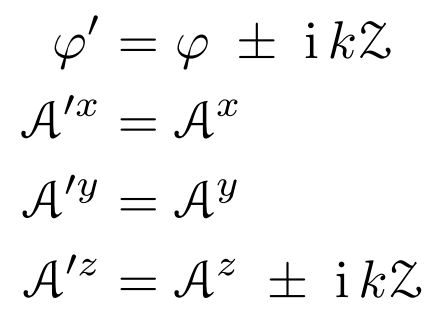 φ′ = φ ± i k𝒵
𝒜′ˣ = 𝒜ˣ
𝒜′ʸ = 𝒜ʸ
𝒜′ᶻ = 𝒜ᶻ ± i k𝒵